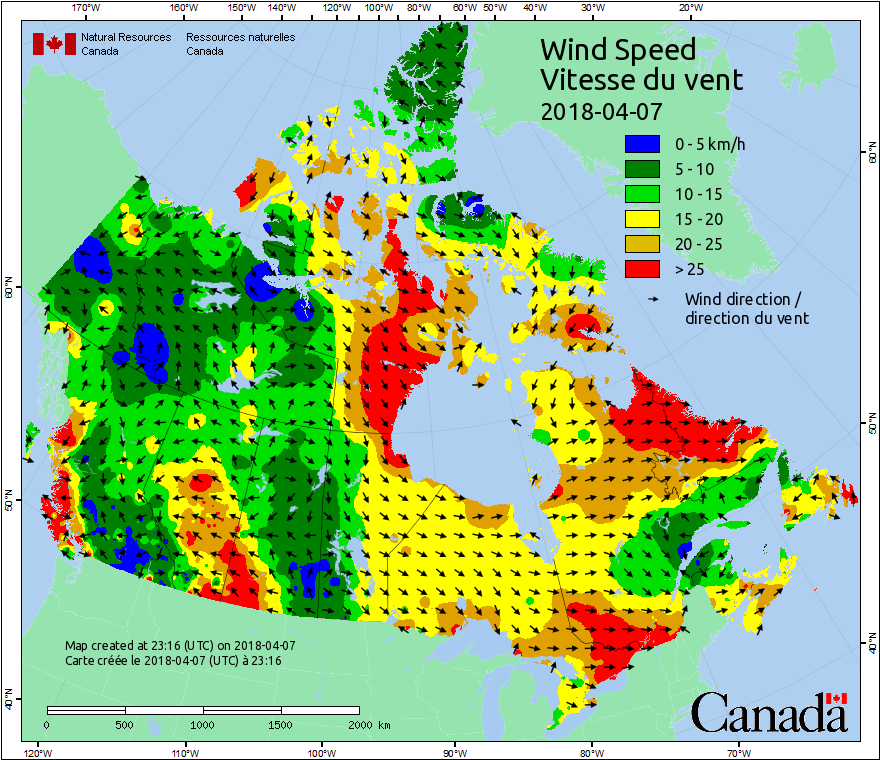 170°W 160°W 150°W 140°W 130°W 120°W 110°W 100°W 90°W 80°W 70°W 60°W 50°W 40°W 30°W 20°W
Natural Resources Ressources naturelles
Canada Canada
Wind Speed
Vitesse du vent
2018-04-07
0 - 5 km/h
5 - 10
10 - 15
15 - 20
20 - 25
> 25
Wind direction /
direction du vent
60°N
50°N
40°N
60°N
50°N
40°N
Map created at 23:16 (UTC) on 2018-04-07
Carte créée le 2018-04-07 (UTC) à 23:16
0 500 1000 1500 2000 km
Canada
120°W 110°W 100°W 90°W 80°W 70°W